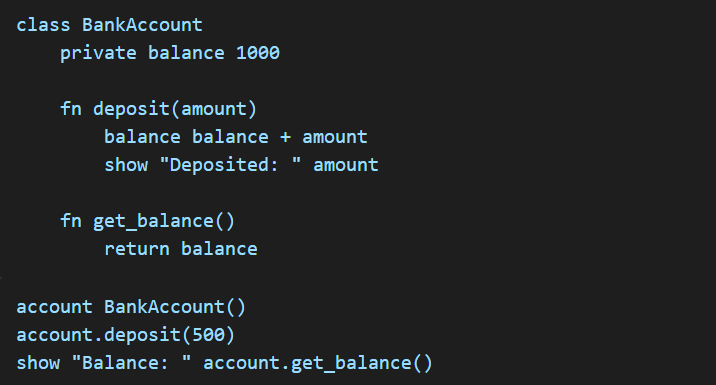 class BankAccount
    private balance 1000
    fn deposit(amount)
        balance balance + amount
        show "Deposited: " amount
    fn get_balance()
        return balance
account BankAccount()
account.deposit(500)
show "Balance: " account.get_balance()